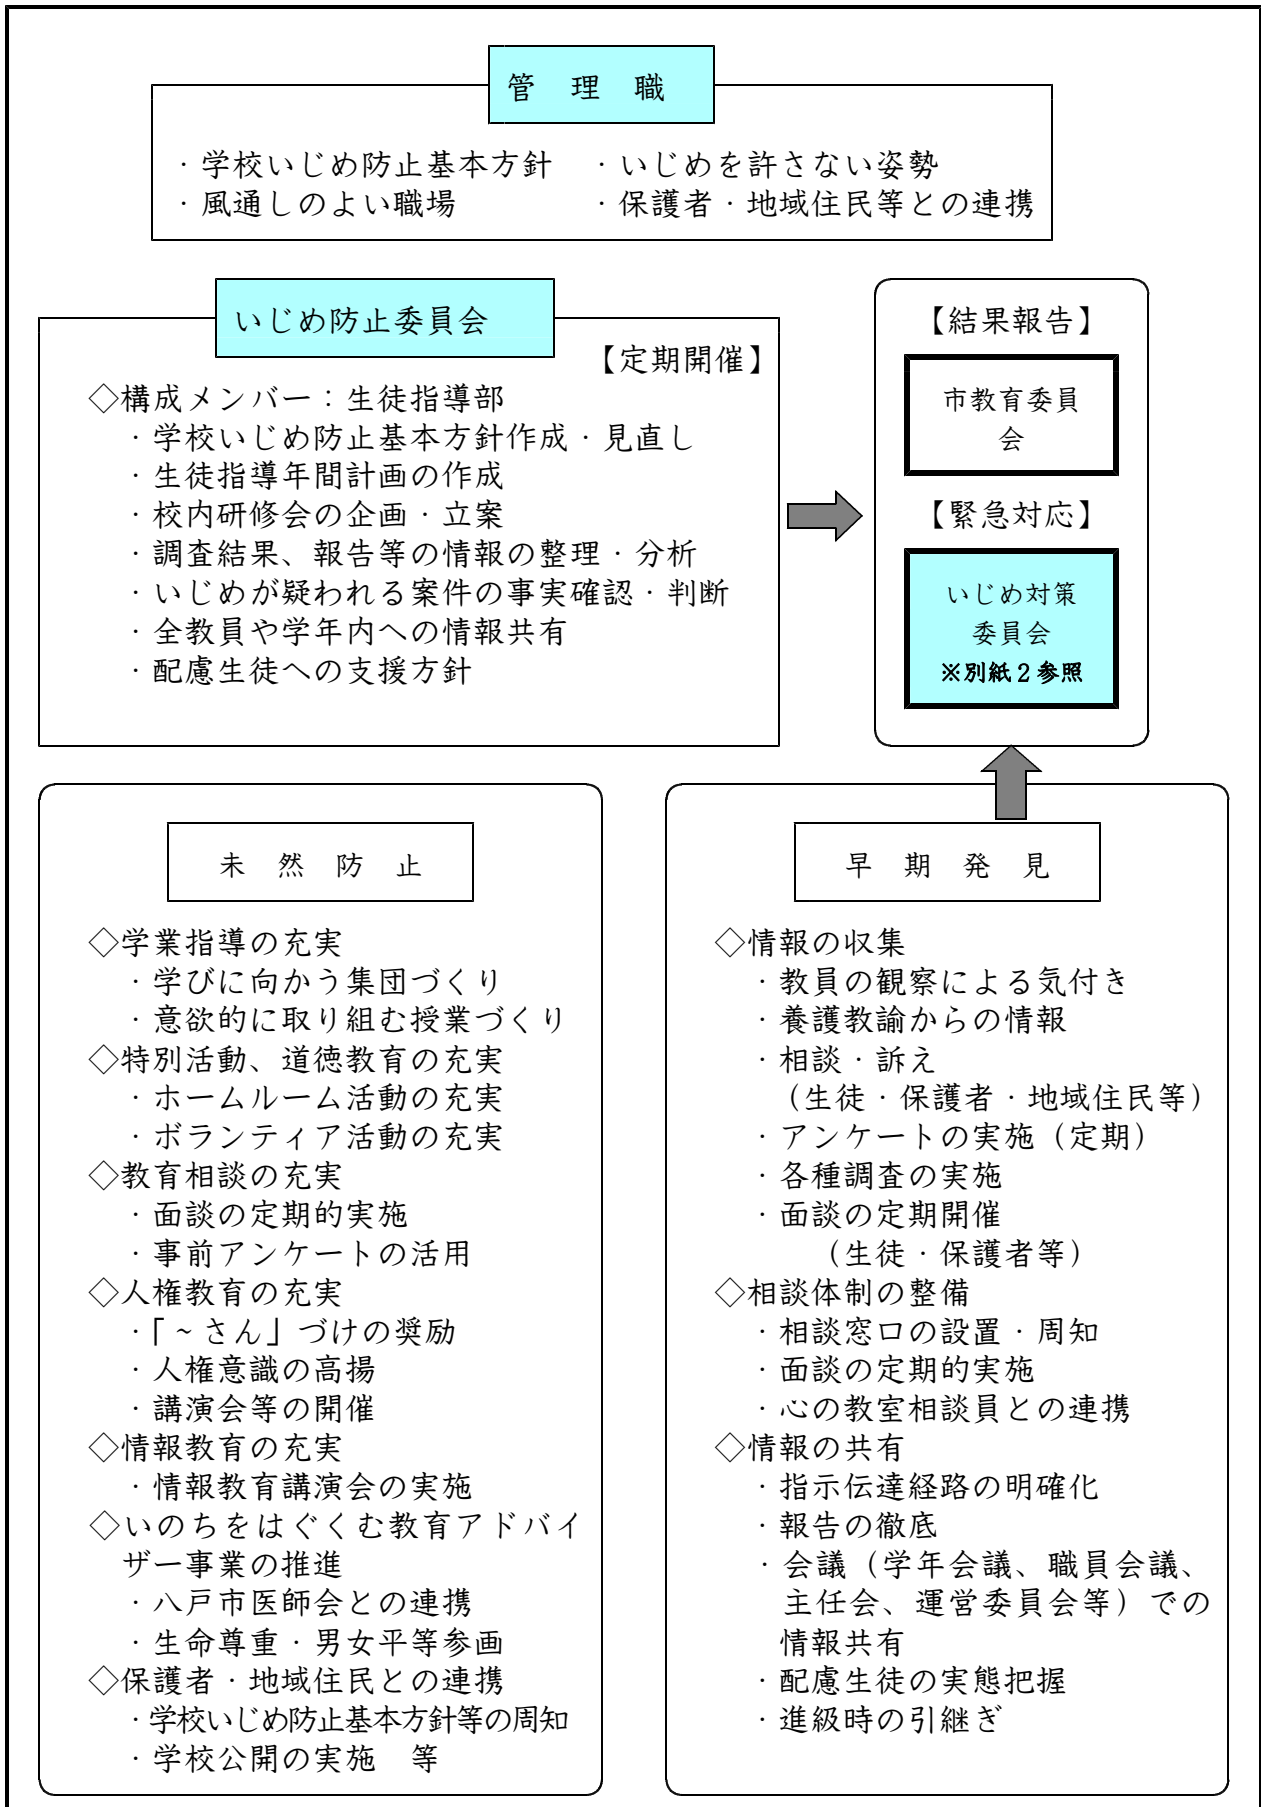 管　理　職
・学校いじめ防止基本方針　・いじめを許さない姿勢
・風通しのよい職場　・保護者・地域住民等との連携
いじめ防止委員会
【定期開催】
◇構成メンバー：生徒指導部
・学校いじめ防止基本方針作成・見直し
・生徒指導年間計画の作成
・校内研修会の企画・立案
・調査結果、報告等の情報の整理・分析
・いじめが疑われる案件の事実確認・判断
・全教員や学年内への情報共有
・配慮生徒への支援方針
【結果報告】
市教育委員
会
【緊急対応】
いじめ対策
委員会
※別紙２参照
未　然　防　止
◇学業指導の充実
・学びに向かう集団づくり
・意欲的に取り組む授業づくり
◇特別活動、道徳教育の充実
・ホームルーム活動の充実
・ボランティア活動の充実
◇教育相談の充実
・面談の定期的実施
・事前アンケートの活用
◇人権教育の充実
・「～さん」づけの奨励
・人権意識の高揚
・講演会等の開催
◇情報教育の充実
・情報教育講演会の実施
◇いのちをはぐくむ教育アドバイ
ザー事業の推進
・八戸市医師会との連携
・生命尊重・男女平等参画
◇保護者・地域住民との連携
・学校いじめ防止基本方針等の周知
・学校公開の実施　等
早　期　発　見
◇情報の収集
・教員の観察による気付き
・養護教諭からの情報
・相談・訴え
（生徒・保護者・地域住民等）
・アンケートの実施（定期）
・各種調査の実施
・面談の定期開催
（生徒・保護者等）
◇相談体制の整備
・相談窓口の設置・周知
・面談の定期的実施
・心の教室相談員との連携
◇情報の共有
・指示伝達経路の明確化
・報告の徹底
・会議（学年会議、職員会議、
主任会、運営委員会等）での
情報共有
・配慮生徒の実態把握
・進級時の引継ぎ